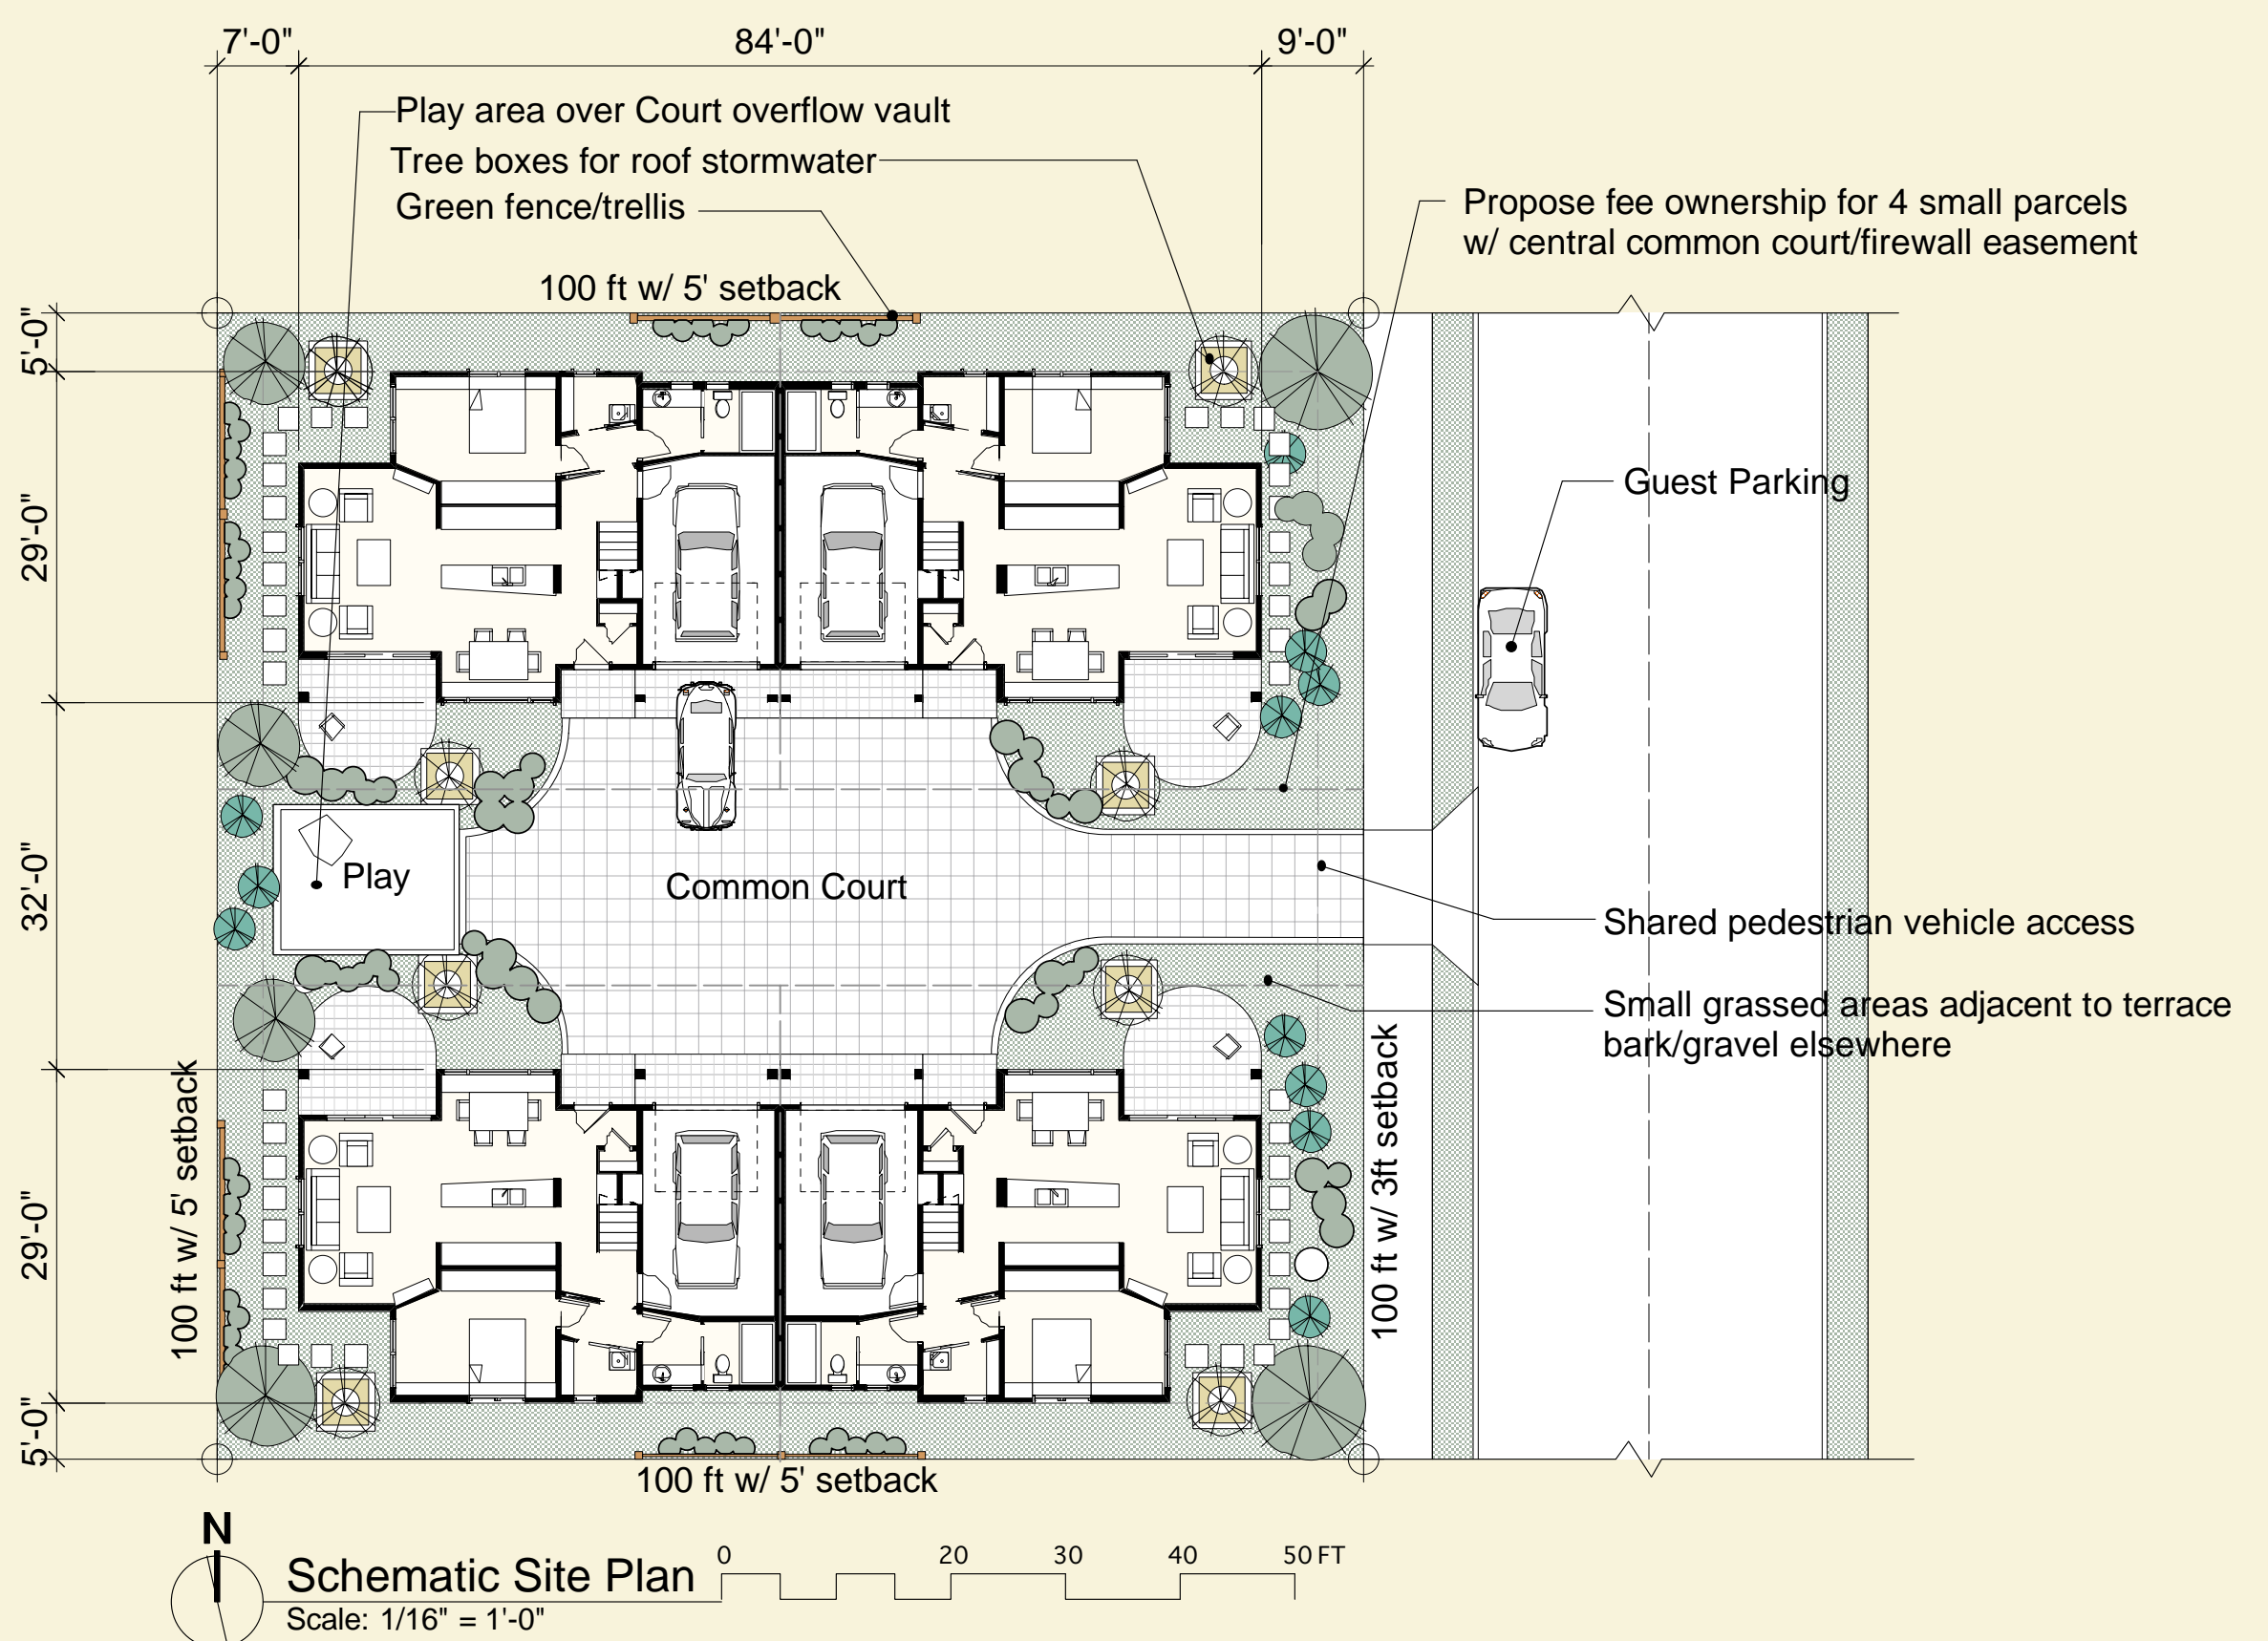 7'-0"
84'-0"
9'-0"
Play area over Court overflow vault
Tree boxes for roof stormwater
Green fence/trellis
Propose fee ownership for 4 small parcels
w/ central common court/firewall easement
100 ft w/ 5' setback
5'-0"
29'-0"
32'-0"
29'-0"
5'-0"
Guest Parking
Play
Common Court
Shared pedestrian vehicle access
Small grassed areas adjacent to terrace
bark/gravel elsewhere
100 ft w/ 5' setback
100 ft w/ 3ft setback
100 ft w/ 5' setback
N
Schematic Site Plan
Scale: 1/16" = 1'-0"
0 20 30 40 50 FT